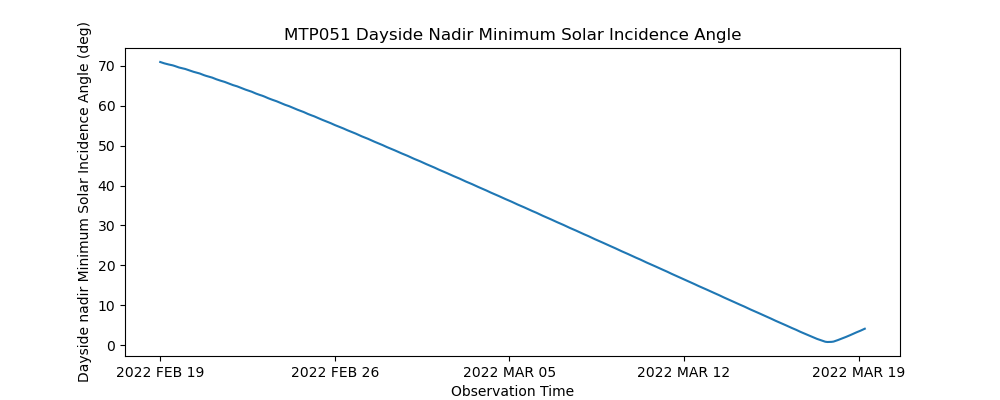 MTP051 Dayside Nadir Minimum Solar Incidence Angle
Dayside nadir Minimum Solar Incidence Angle (deg)
70
60
50
40
30
20
10
0
2022 FEB 19 2022 FEB 26 2022 MAR 05 2022 MAR 12 2022 MAR 19
Observation Time